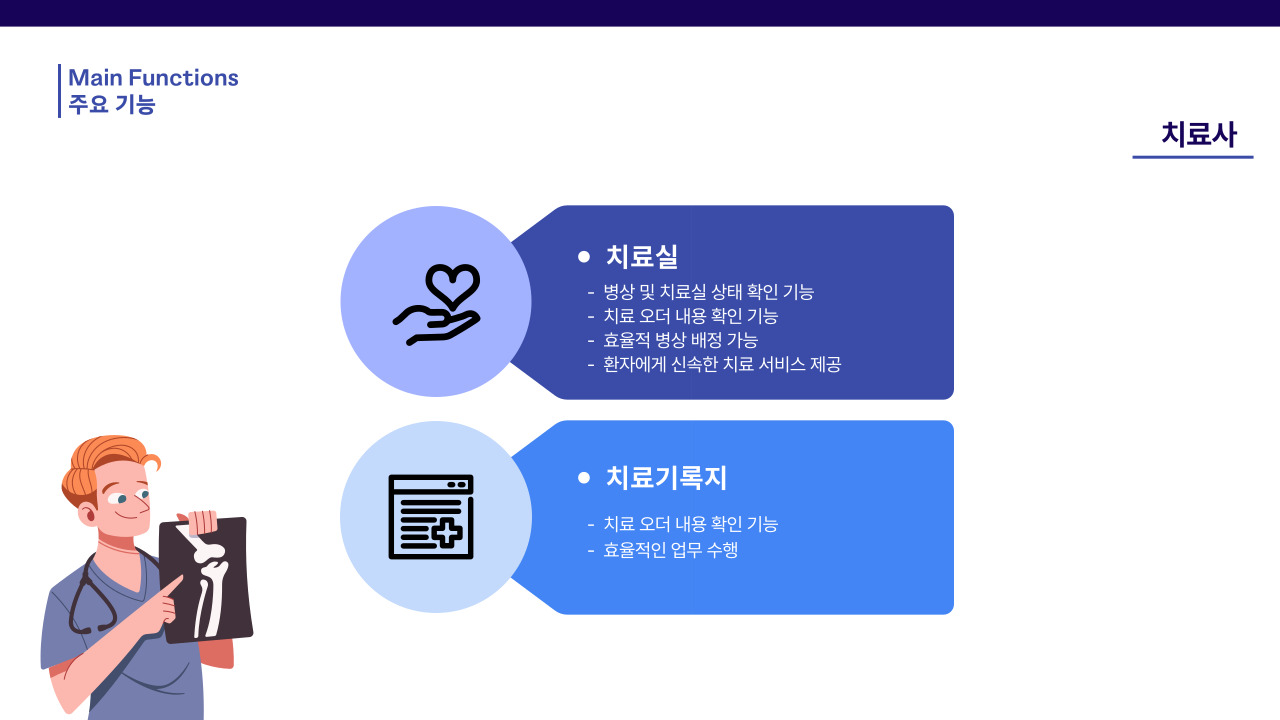 Main Functions
주요 기능
치료사
● 치료실
- 병상 및 치료실 상태 확인 기능
- 치료 오더 내용 확인 기능
- 효율적 병상 배정 가능
- 환자에게 신속한 치료 서비스 제공
● 치료기록지
- 치료 오더 내용 확인 기능
- 효율적인 업무 수행